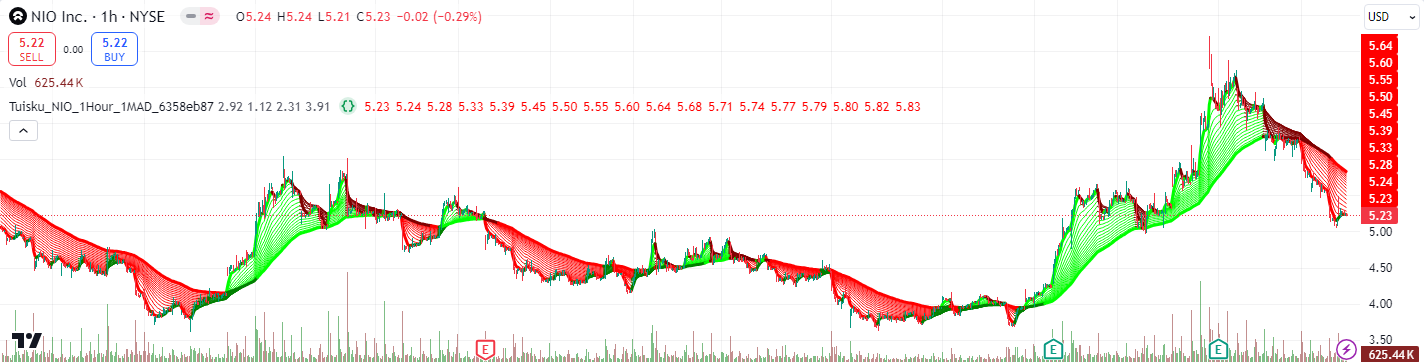 NIO Inc. · 1h · NYSE O5.24 H5.24 L5.21 C5.23 −0.02 (−0.29%)
USD
5.22 0.00 5.22
SELL BUY
Vol 625.44 K
Tuisku_NIO_1Hour_1MAD_6358eb87 2.92 1.12 2.31 3.91 {} 5.23 5.24 5.28 5.33 5.39 5.45 5.50 5.55 5.60 5.64 5.68 5.71 5.74 5.77 5.79 5.80 5.82 5.83
5.64
5.60
5.55
5.50
5.45
5.39
5.33
5.28
5.24
5.23
5.23
5.00
4.50
4.00
3.50
E E E
625.44 K